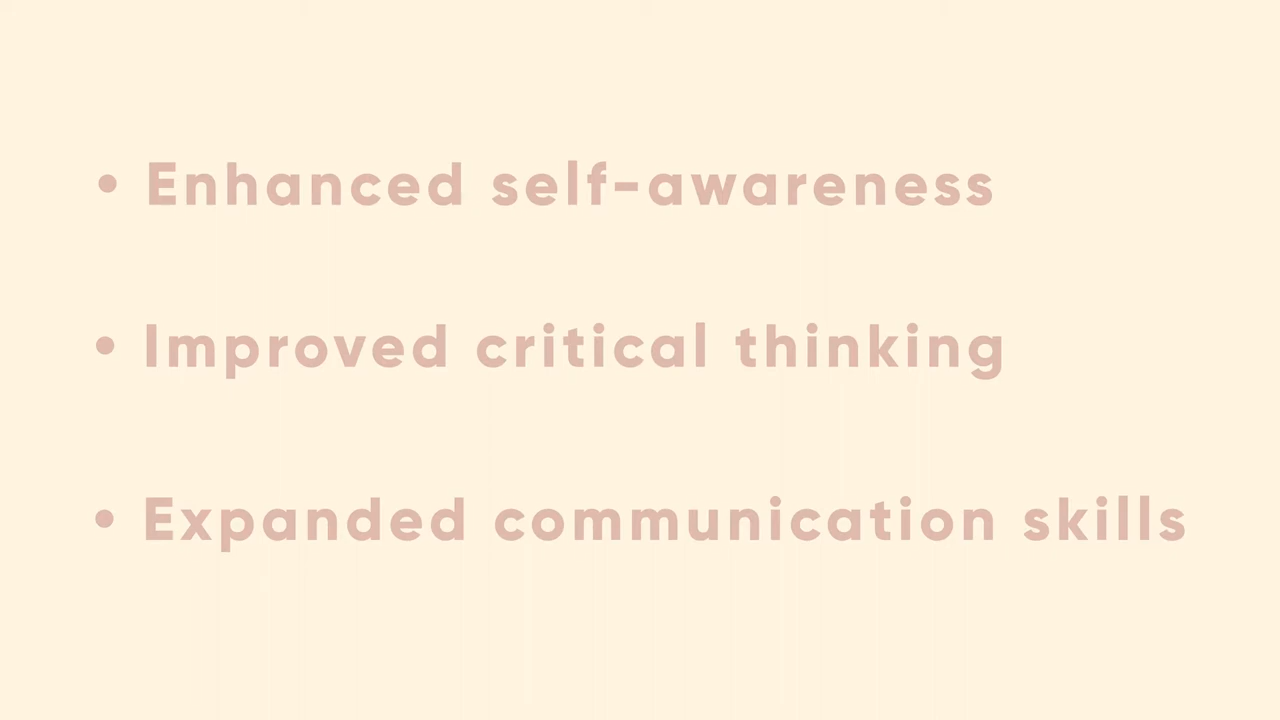 • Enhanced self-awareness
• Improved critical thinking
• Expanded communication skills